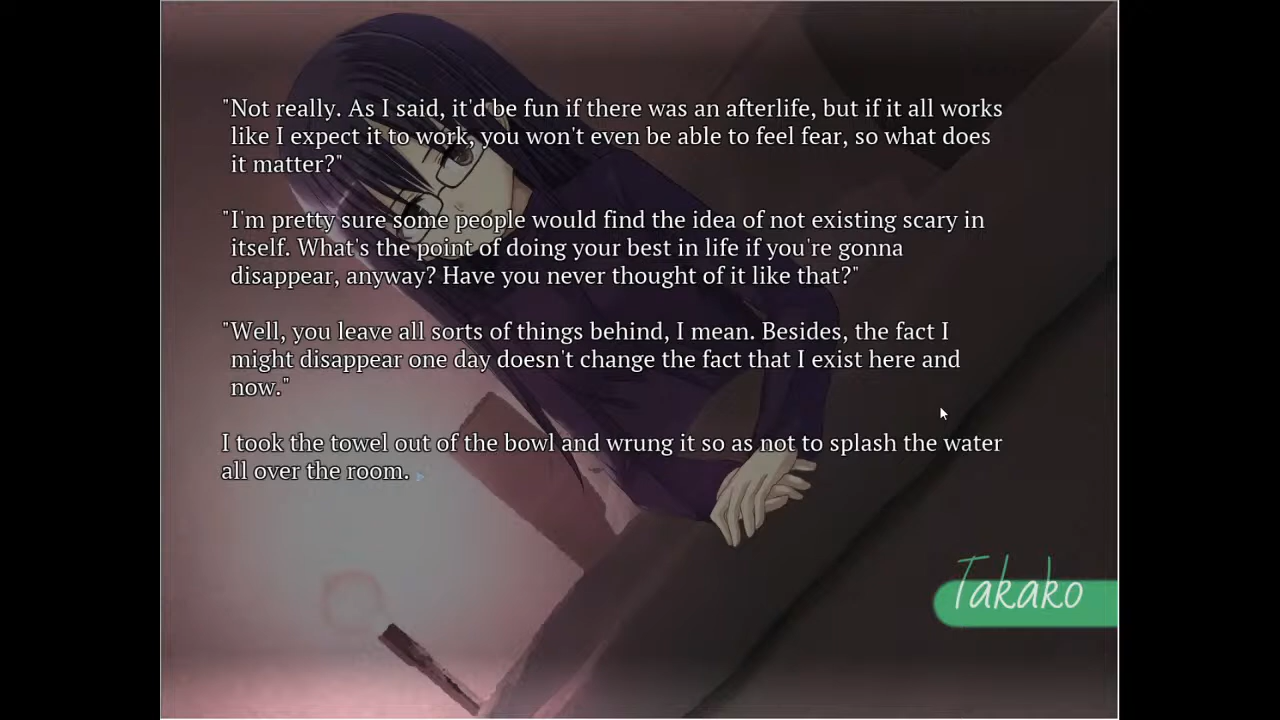 "Not really. As I said, it'd be fun if there was an afterlife, but if it all works
like I expect it to work, you won't even be able to feel fear, so what does
it matter?"
"I'm pretty sure some people would find the idea of not existing scary in
itself. What's the point of doing your best in life if you're gonna
disappear, anyway? Have you never thought of it like that?"
"Well, you leave all sorts of things behind, I mean. Besides, the fact I
might disappear one day doesn't change the fact that I exist here and
now."
I took the towel out of the bowl and wrung it so as not to splash the water
all over the room.
Takako